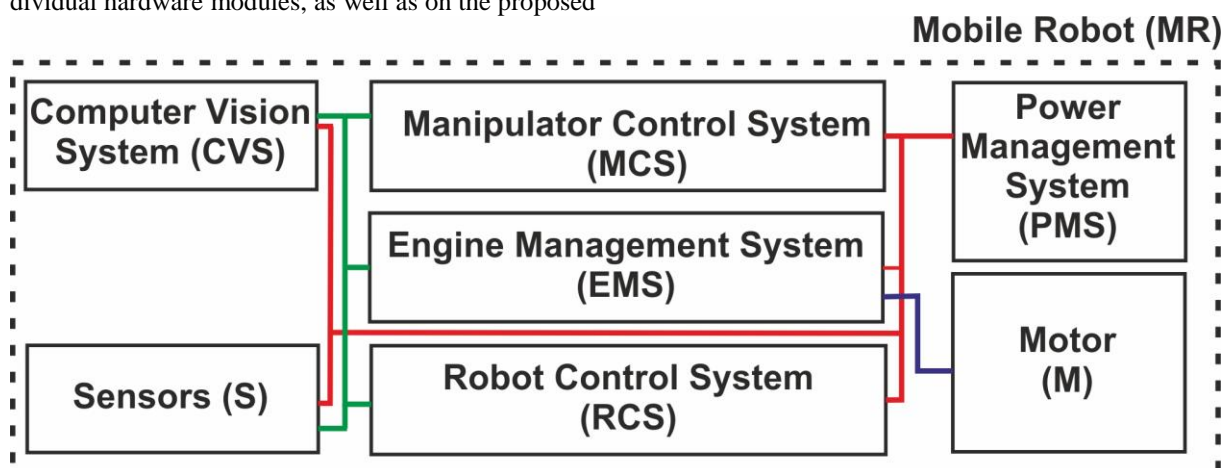 dividual hardware modules, as well as on the proposed
Mobile Robot (MR)
Computer Vision
System (CVS)
Manipulator Control System
(MCS)
Power
Management
System
(PMS)
Engine Management System
(EMS)
Sensors (S)
Robot Control System
(RCS)
Motor
(M)